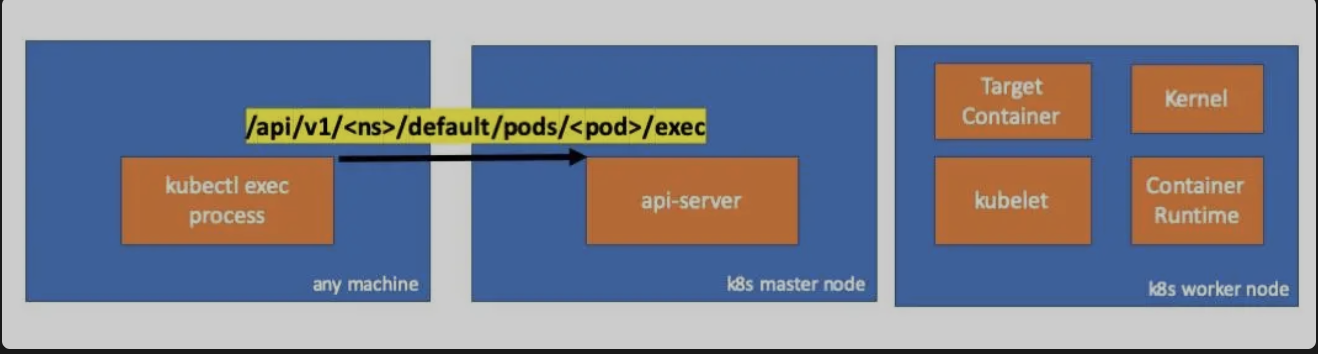 /api/v1/<ns>/default/pods/<pod>/exec
kubectl exec
process
any machine
api-server
k8s master node
Target
Container
Kernel
kubelet
Container
Runtime
k8s worker node